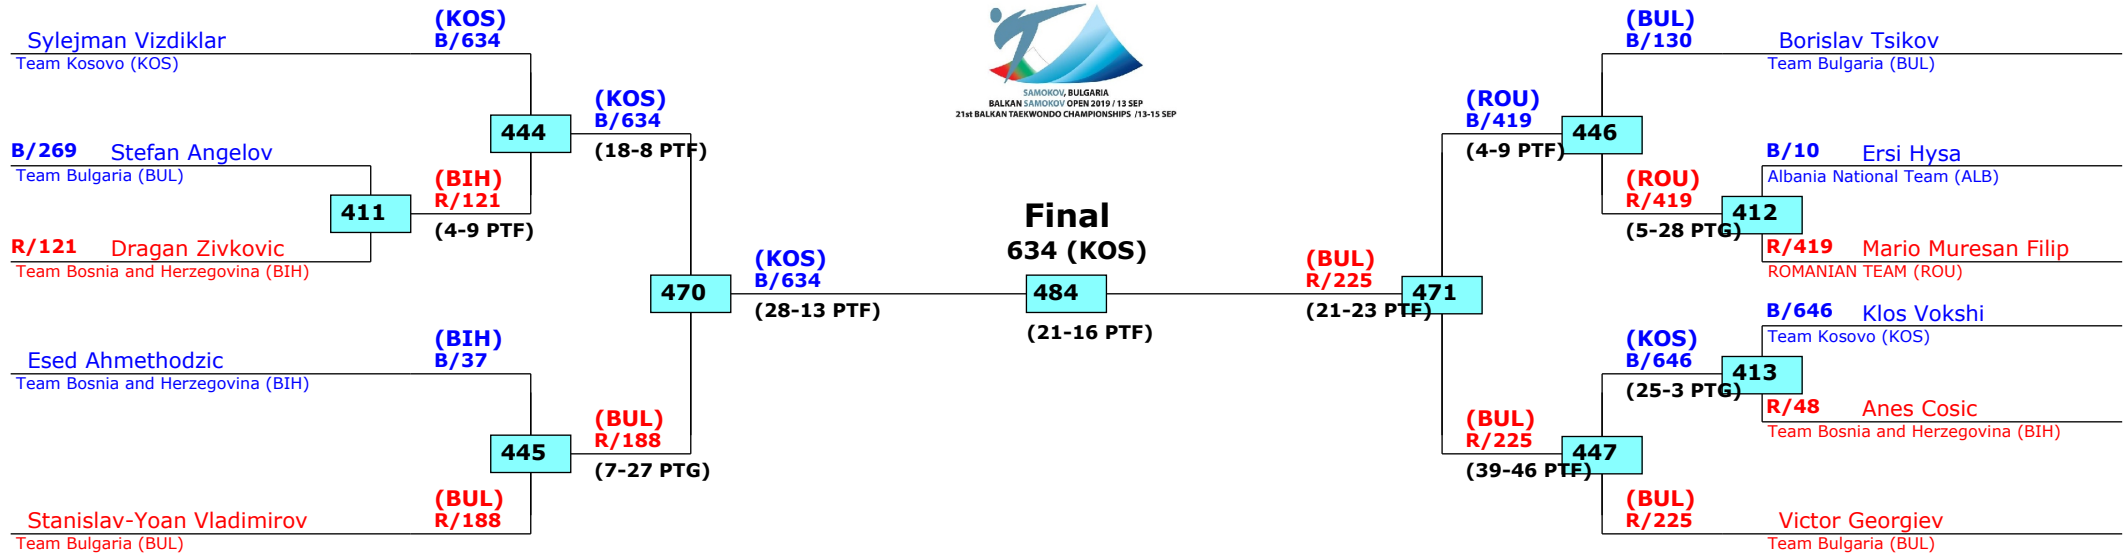 (KOS)
B/634
Sylejman Vizdiklar
Team Kosovo (KOS)
B/269 Stefan Angelov
Team Bulgaria (BUL)
411
R/121 Dragan Zivkovic
Team Bosnia and Herzegovina (BIH)
(BIH)
R/121
(4-9 PTF)
444
(KOS)
B/634
(18-8 PTF)
(BIH)
B/37
Esed Ahmethodzic
Team Bosnia and Herzegovina (BIH)
445
(BUL)
R/188
(7-27 PTG)
(BUL)
R/188
Stanislav-Yoan Vladimirov
Team Bulgaria (BUL)
470
(KOS)
B/634
(28-13 PTF)
SAMOKOV, BULGARIA
BALKAN SAMOKOV OPEN 2019 / 13 SEP
21st BALKAN TAEKWONDO CHAMPIONSHIPS /13-15 SEP
Final
634 (KOS)
484
(21-16 PTF)
(BUL)
R/225
(21-23 PTF)
471
(ROU)
B/419
(4-9 PTF)
446
(BUL)
B/130
Borislav Tsikov
Team Bulgaria (BUL)
(ROU)
R/419
(5-28 PTG)
412
B/10 Ersi Hysa
Albania National Team (ALB)
R/419 Mario Muresan Filip
ROMANIAN TEAM (ROU)
B/646 Klos Vokshi
Team Kosovo (KOS)
(KOS)
B/646
(25-3 PTG)
413
R/48 Anes Cosic
Team Bosnia and Herzegovina (BIH)
(BUL)
R/225
(39-46 PTF)
447
(BUL)
R/225
Victor Georgiev
Team Bulgaria (BUL)